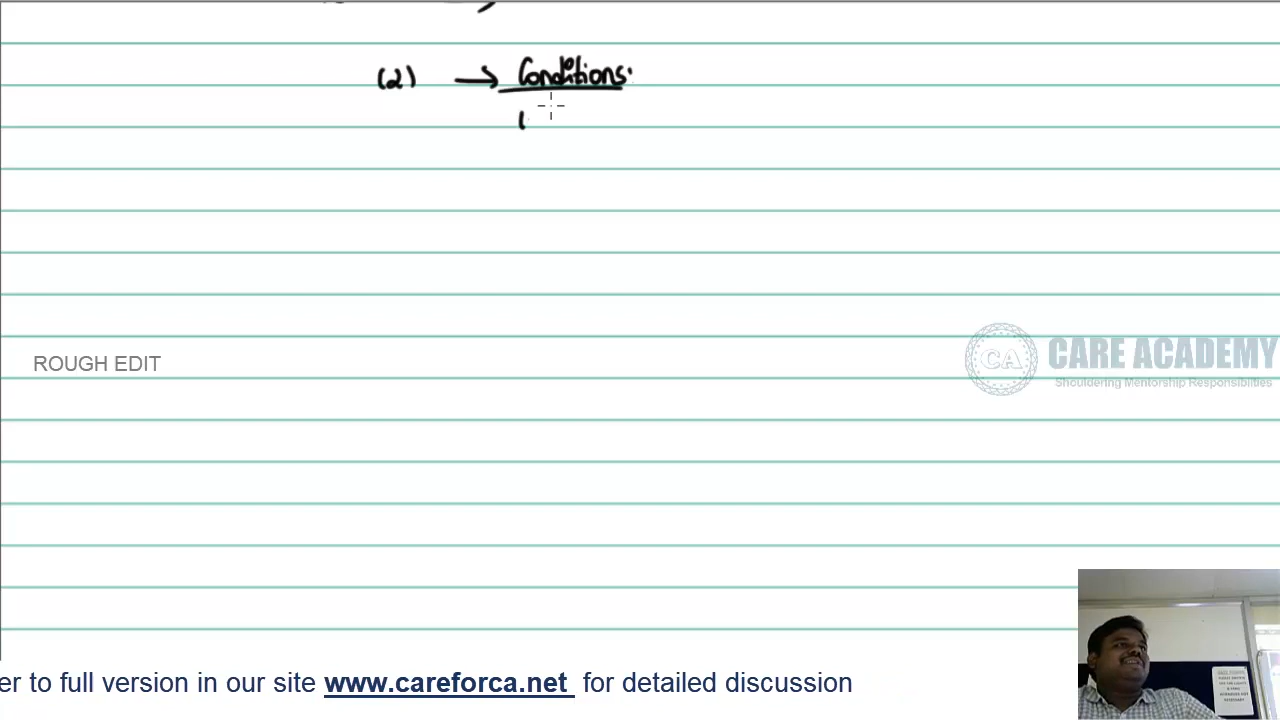 (2) → Conditions.
(
ROUGH EDIT
CA CARE ACADEMY
Shouldering Mentorship Responsibilities
er to full version in our site www.careforca.net for detailed discussion